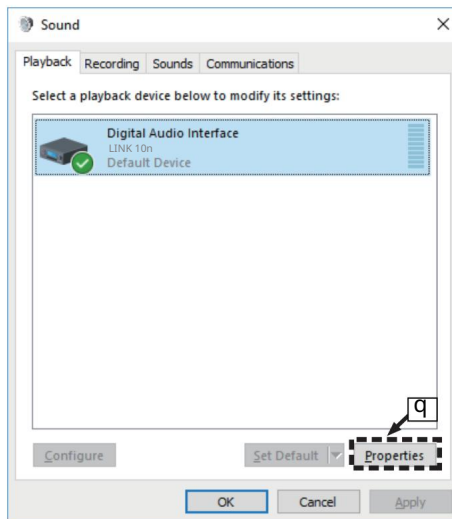 Sound
Playback Recording Sounds Communications
Select a playback device below to modify its settings:
Digital Audio Interface
LINK 10n
Default Device
q
Configure Set Default Properties
OK Cancel Apply